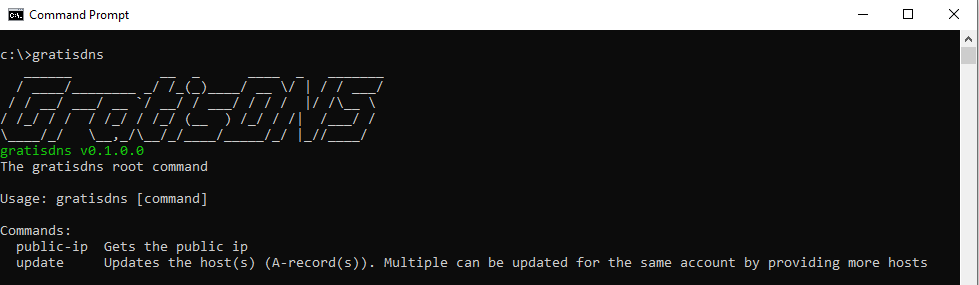 Command Prompt
c:\>gratisdns
GratisDNS
gratisdns v0.1.0.0
The gratisdns root command
Usage: gratisdns [command]
Commands:
public-ip  Gets the public ip
update     Updates the host(s) (A-record(s)). Multiple can be updated for the same account by providing more hosts